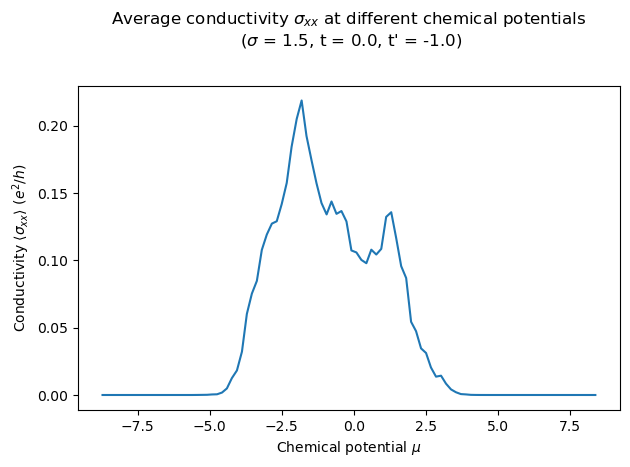 Average conductivity σxx at different chemical potentials
(σ = 1.5, t = 0.0, t' = -1.0)
0.20
0.15
0.10
0.05
0.00
Conductivity ⟨σxx⟩ (e²/h)
−7.5 −5.0 −2.5 0.0 2.5 5.0 7.5
Chemical potential μ